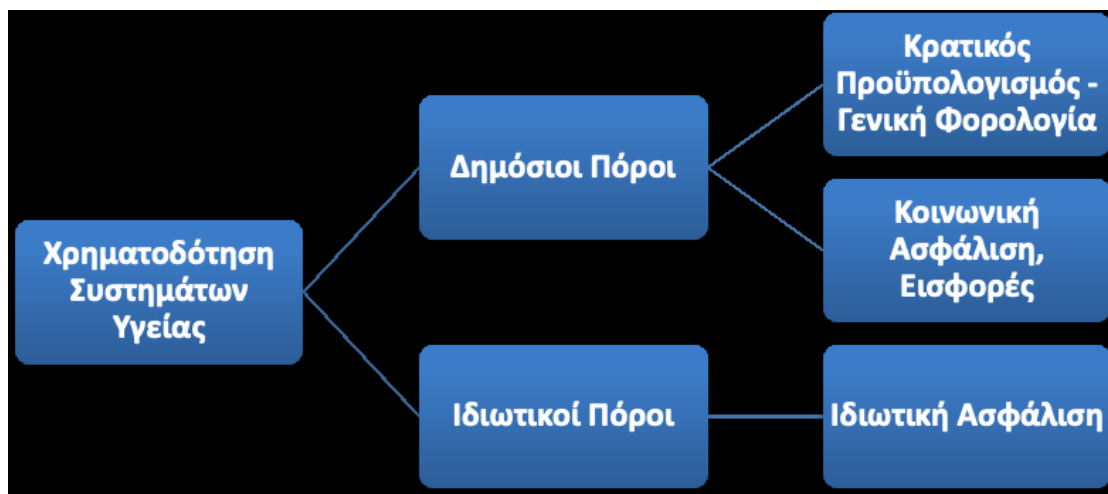 Χρηματοδότηση
Συστημάτων
Υγείας
Δημόσιοι Πόροι
Κρατικός
Προϋπολογισμός -
Γενική Φορολογία
Κοινωνική
Ασφάλιση,
Εισφορές
Ιδιωτικοί Πόροι
Ιδιωτική Ασφάλιση